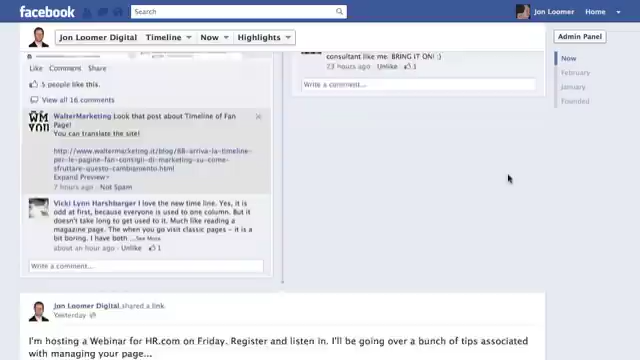 facebook
Search
Jon Loomer
Home
Jon Loomer Digital
Timeline
Now
Highlights
Admin Panel
Now
February
January
Founded
consultant like me. BRING IT ON! :)
23 hours ago · Unlike · 1
Write a comment...
Like · Comment · Share
5 people like this.
View all 16 comments
WalterMarketing Look that post about Timeline of Fan
Page!
You can translate the site!
http://www.waltermarketing.it/blog/88-arriva-la-timeline-
per-le-pagine-fan-consigli-di-marketing-su-come-
sfruttare-questo-cambiamento.html
Expand Preview
7 hours ago · Not Spam
Vicki Lynn Harshbarger I love the new time line. Yes, it is
odd at first, because everyone is used to one column. But it
doesn't take long to get used to it. Much like reading a
magazine page. The when you go visit classic pages - it is a
bit boring. I have both ...See More
about an hour ago · Unlike · 1
Write a comment...
Jon Loomer Digital shared a link.
Yesterday
I'm hosting a Webinar for HR.com on Friday. Register and listen in. I'll be going over a bunch of tips associated
with managing your page...